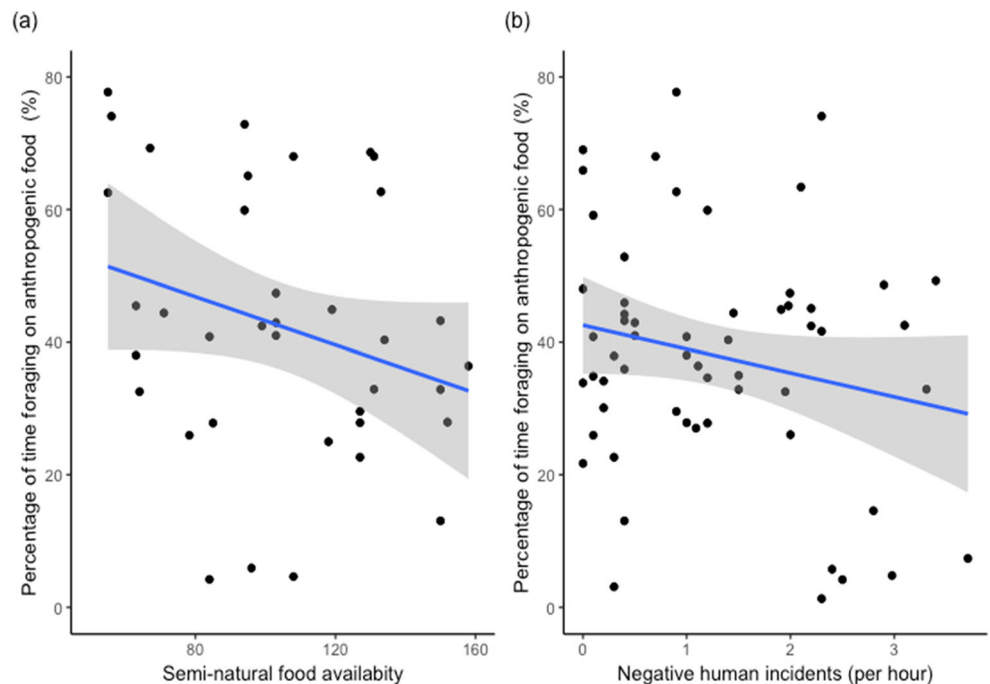 (a)
Percentage of time foraging on anthropogenic food (%)
80
60
40
20
0
80 120 160
Semi-natural food availabity
(b)
Percentage of time foraging on anthropogenic food (%)
80
60
40
20
0
0 1 2 3
Negative human incidents (per hour)